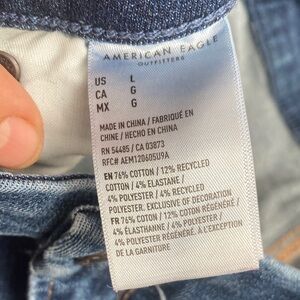 AMERICAN EAGLE
OUTFITTERS
US L
CA G
MX G
MADE IN CHINA / FABRIQUÉ EN
CHINE / HECHO EN CHINA
RN 54485 / CA 03873
RFC# AEM120605U9A
EN 76% COTTON / 12% RECYCLED
COTTON / 4% ELASTANE /
4% POLYESTER / 4% RECYCLED
POLYESTER. EXCLUSIVE OF DECORATION
FR 76% COTON / 12% COTON RÉGÉNÉRÉ /
4% ÉLASTHANNE / 4% POLYESTER /
4% POLYESTER RÉGÉNÉRÉ. À L'EXCEPTION
DE LA GARNITURE